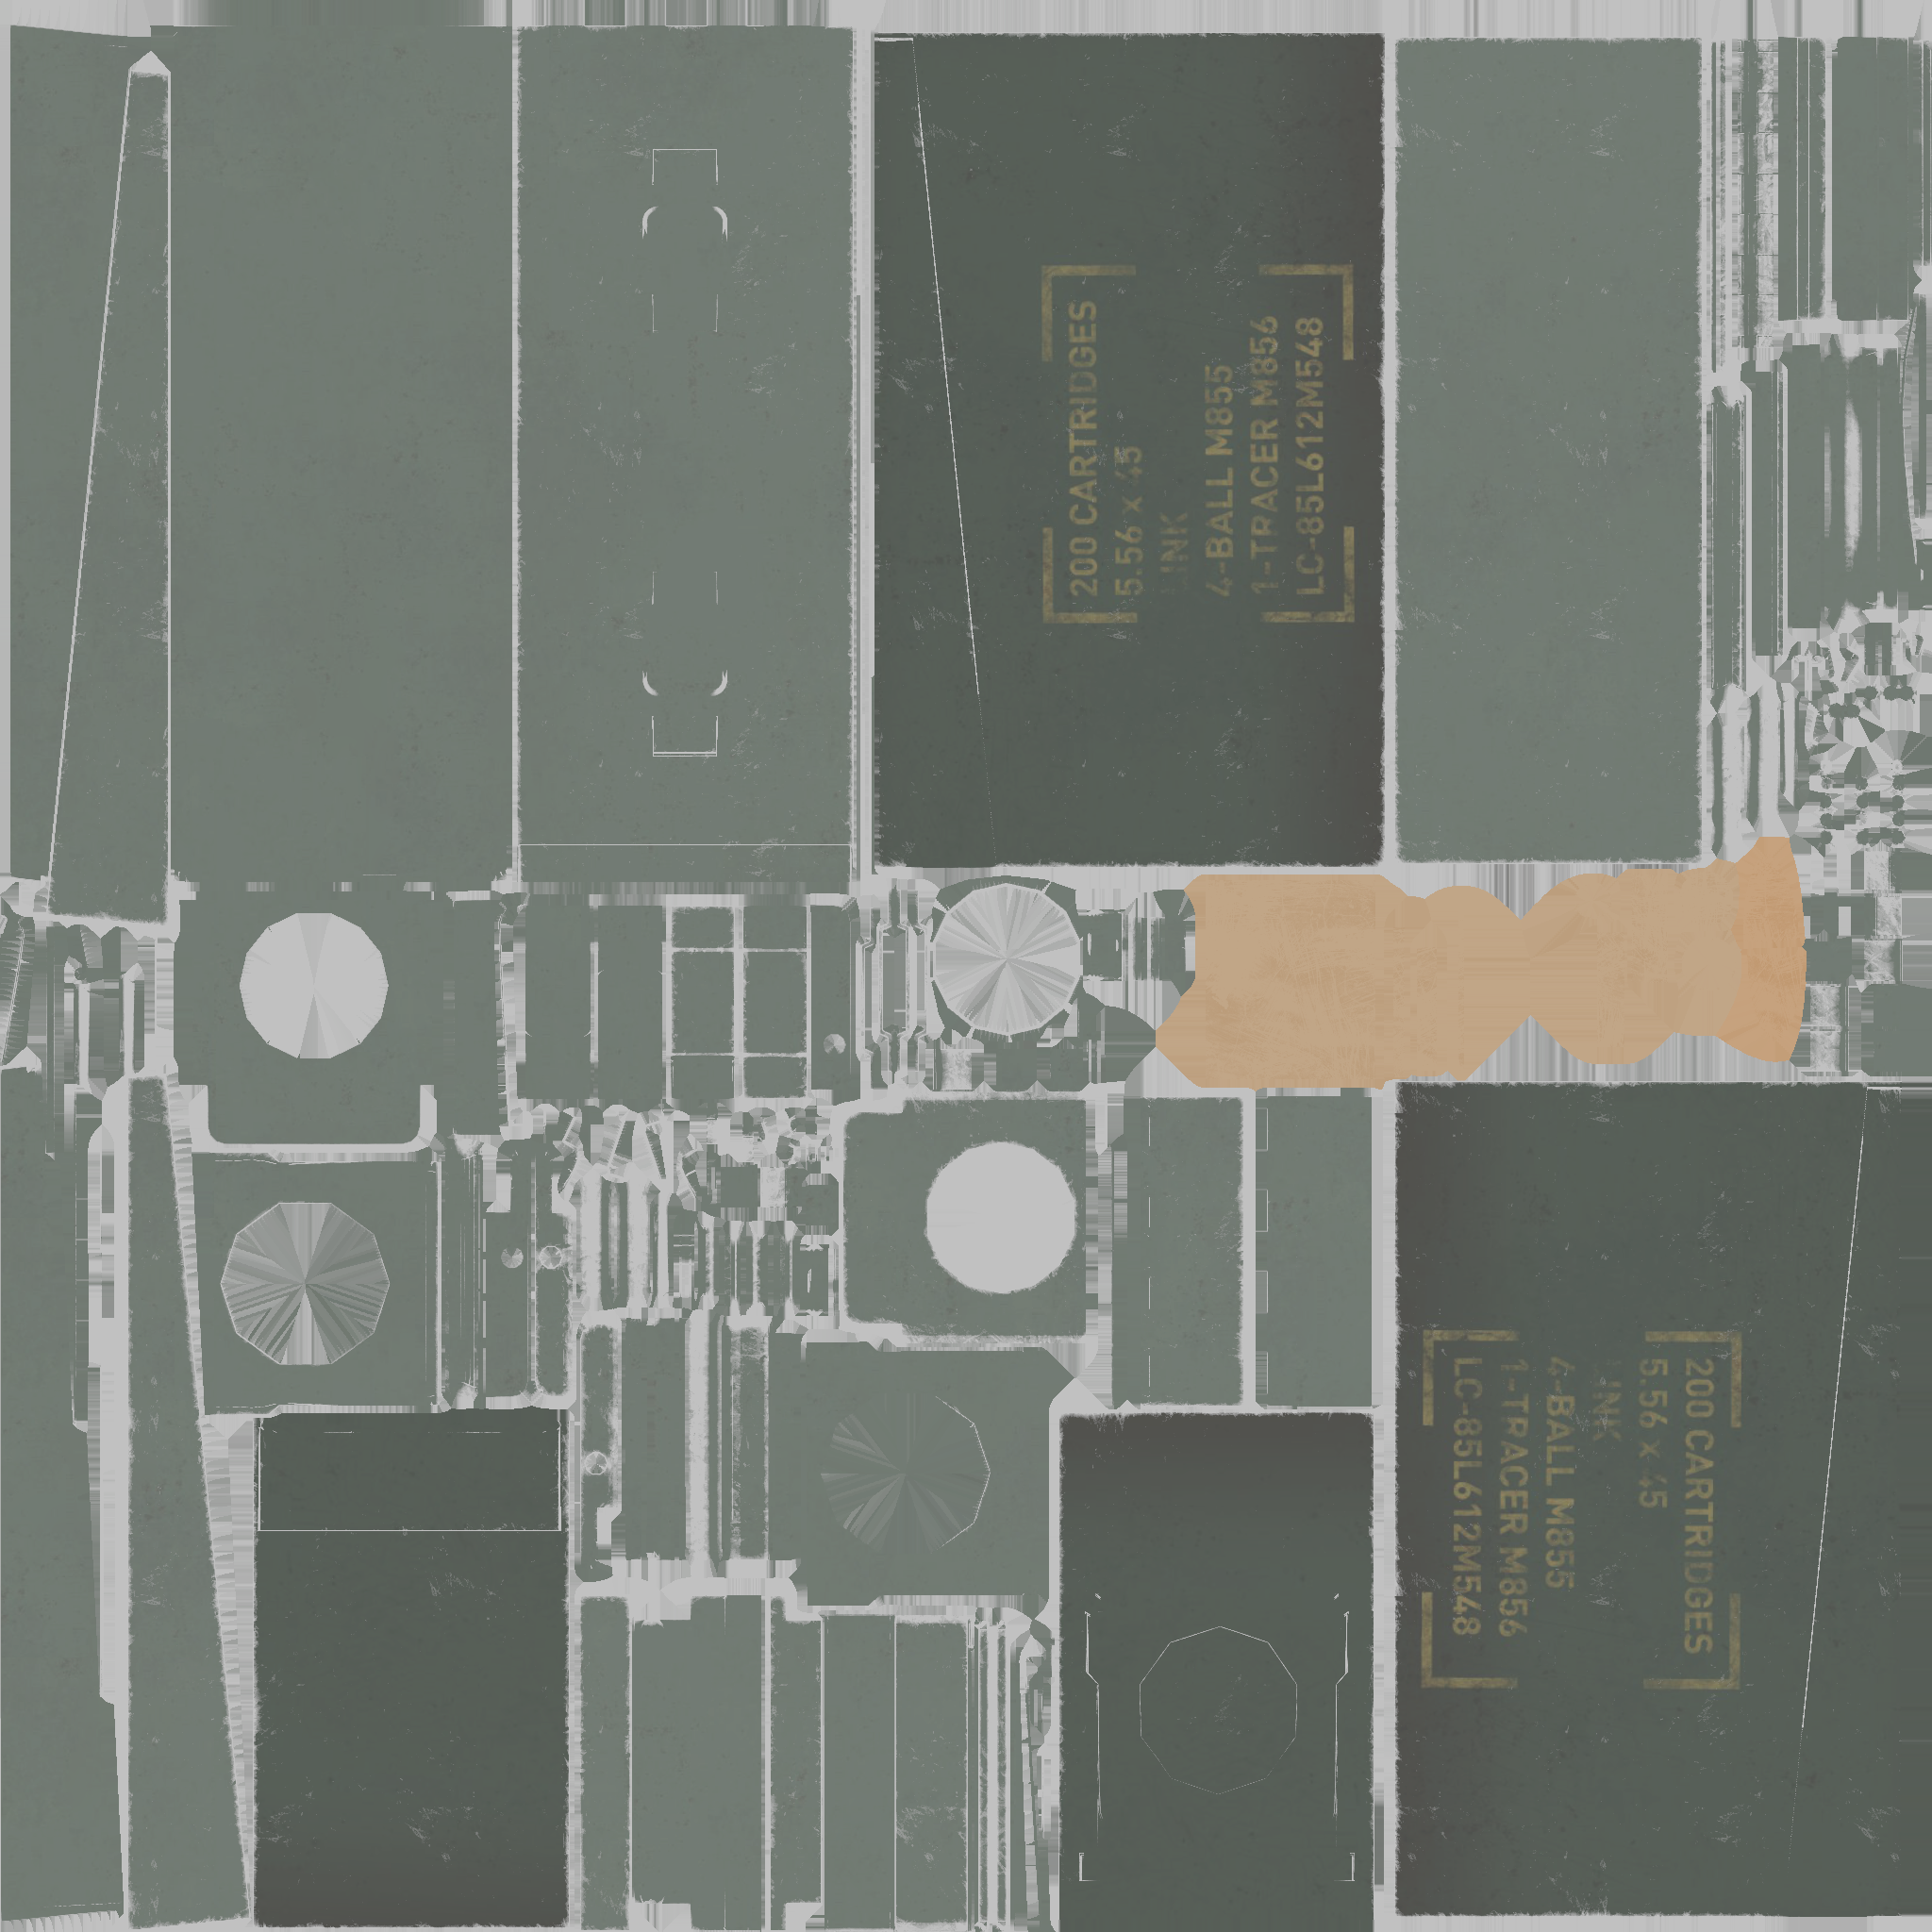 200 CARTRIDGES
5.56 x 45
LINK
4-BALL M855
1-TRACER M856
LC-85L612M548
200 CARTRIDGES
5.56 x 45
LINK
4-BALL M855
1-TRACER M856
LC-85L612M548